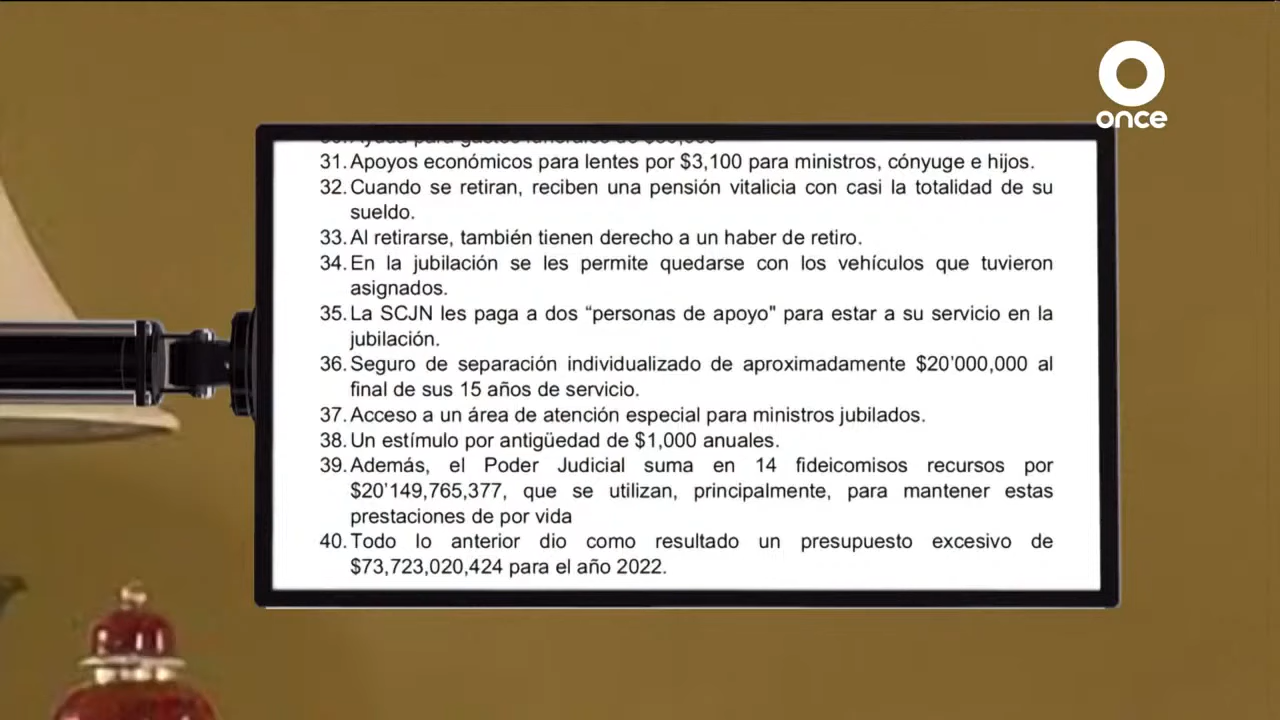 once
31. Apoyos económicos para lentes por $3,100 para ministros, cónyuge e hijos.
32. Cuando se retiran, reciben una pensión vitalicia con casi la totalidad de su
sueldo.
33. Al retirarse, también tienen derecho a un haber de retiro.
34. En la jubilación se les permite quedarse con los vehículos que tuvieron
asignados.
35. La SCJN les paga a dos “personas de apoyo" para estar a su servicio en la
jubilación.
36. Seguro de separación individualizado de aproximadamente $20’000,000 al
final de sus 15 años de servicio.
37. Acceso a un área de atención especial para ministros jubilados.
38. Un estímulo por antigüedad de $1,000 anuales.
39. Además, el Poder Judicial suma en 14 fideicomisos recursos por
$20’149,765,377, que se utilizan, principalmente, para mantener estas
prestaciones de por vida
40. Todo lo anterior dio como resultado un presupuesto excesivo de
$73,723,020,424 para el año 2022.